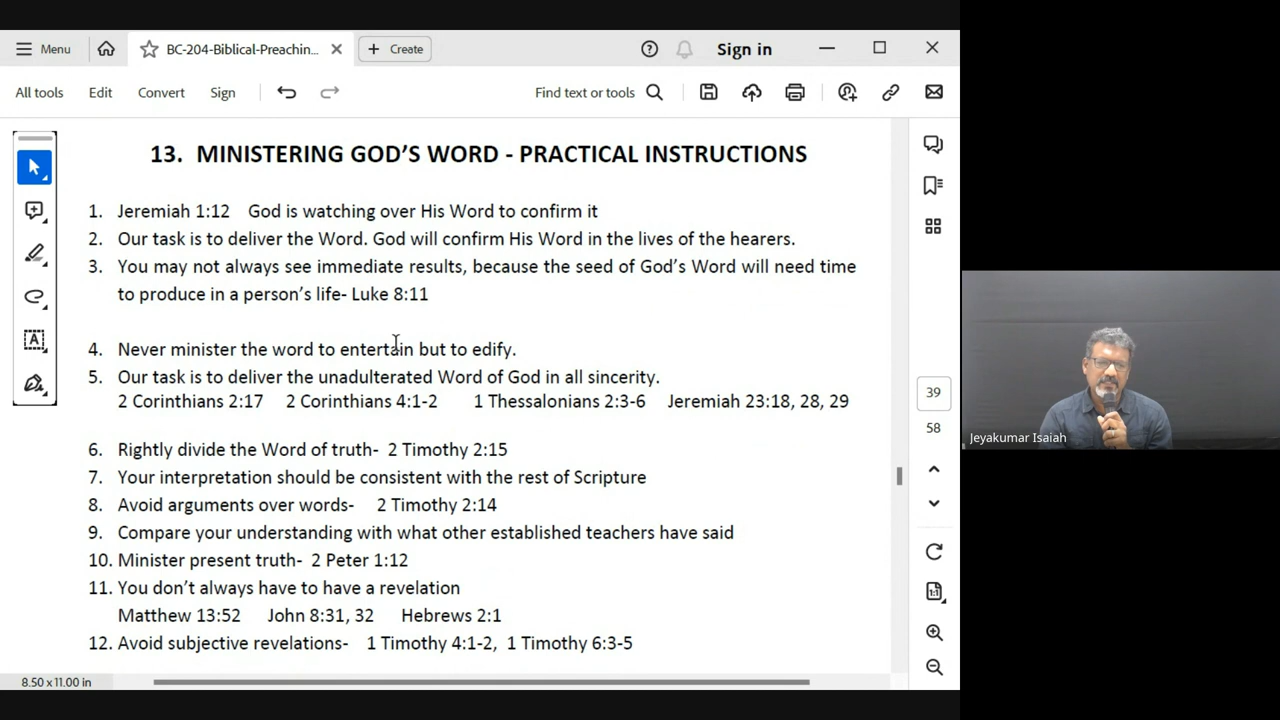 Menu
BC-204-Biblical-Preachin...
Create
Sign in
All tools
Edit
Convert
Sign
Find text or tools
13. MINISTERING GOD'S WORD - PRACTICAL INSTRUCTIONS
1. Jeremiah 1:12 God is watching over His Word to confirm it
2. Our task is to deliver the Word. God will confirm His Word in the lives of the hearers.
3. You may not always see immediate results, because the seed of God's Word will need time
to produce in a person's life- Luke 8:11
4. Never minister the word to entertain but to edify.
5. Our task is to deliver the unadulterated Word of God in all sincerity.
2 Corinthians 2:17 2 Corinthians 4:1-2 1 Thessalonians 2:3-6 Jeremiah 23:18, 28, 29
6. Rightly divide the Word of truth- 2 Timothy 2:15
7. Your interpretation should be consistent with the rest of Scripture
8. Avoid arguments over words- 2 Timothy 2:14
9. Compare your understanding with what other established teachers have said
10. Minister present truth- 2 Peter 1:12
11. You don't always have to have a revelation
Matthew 13:52 John 8:31, 32 Hebrews 2:1
12. Avoid subjective revelations- 1 Timothy 4:1-2, 1 Timothy 6:3-5
39
58
8.50 x 11.00 in
Jeyakumar Isaiah